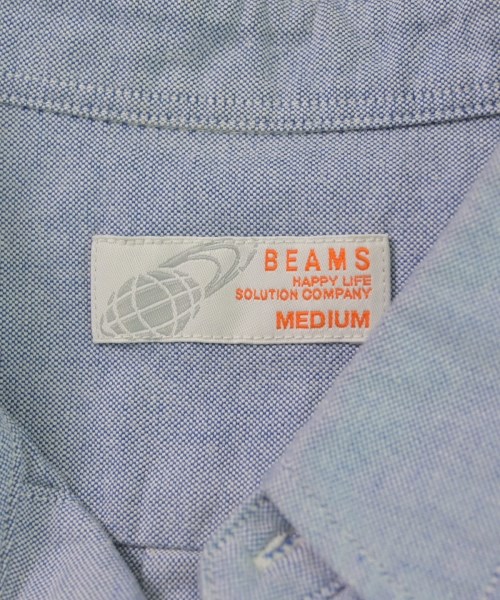 BEAMS
HAPPY LIFE
SOLUTION COMPANY
MEDIUM